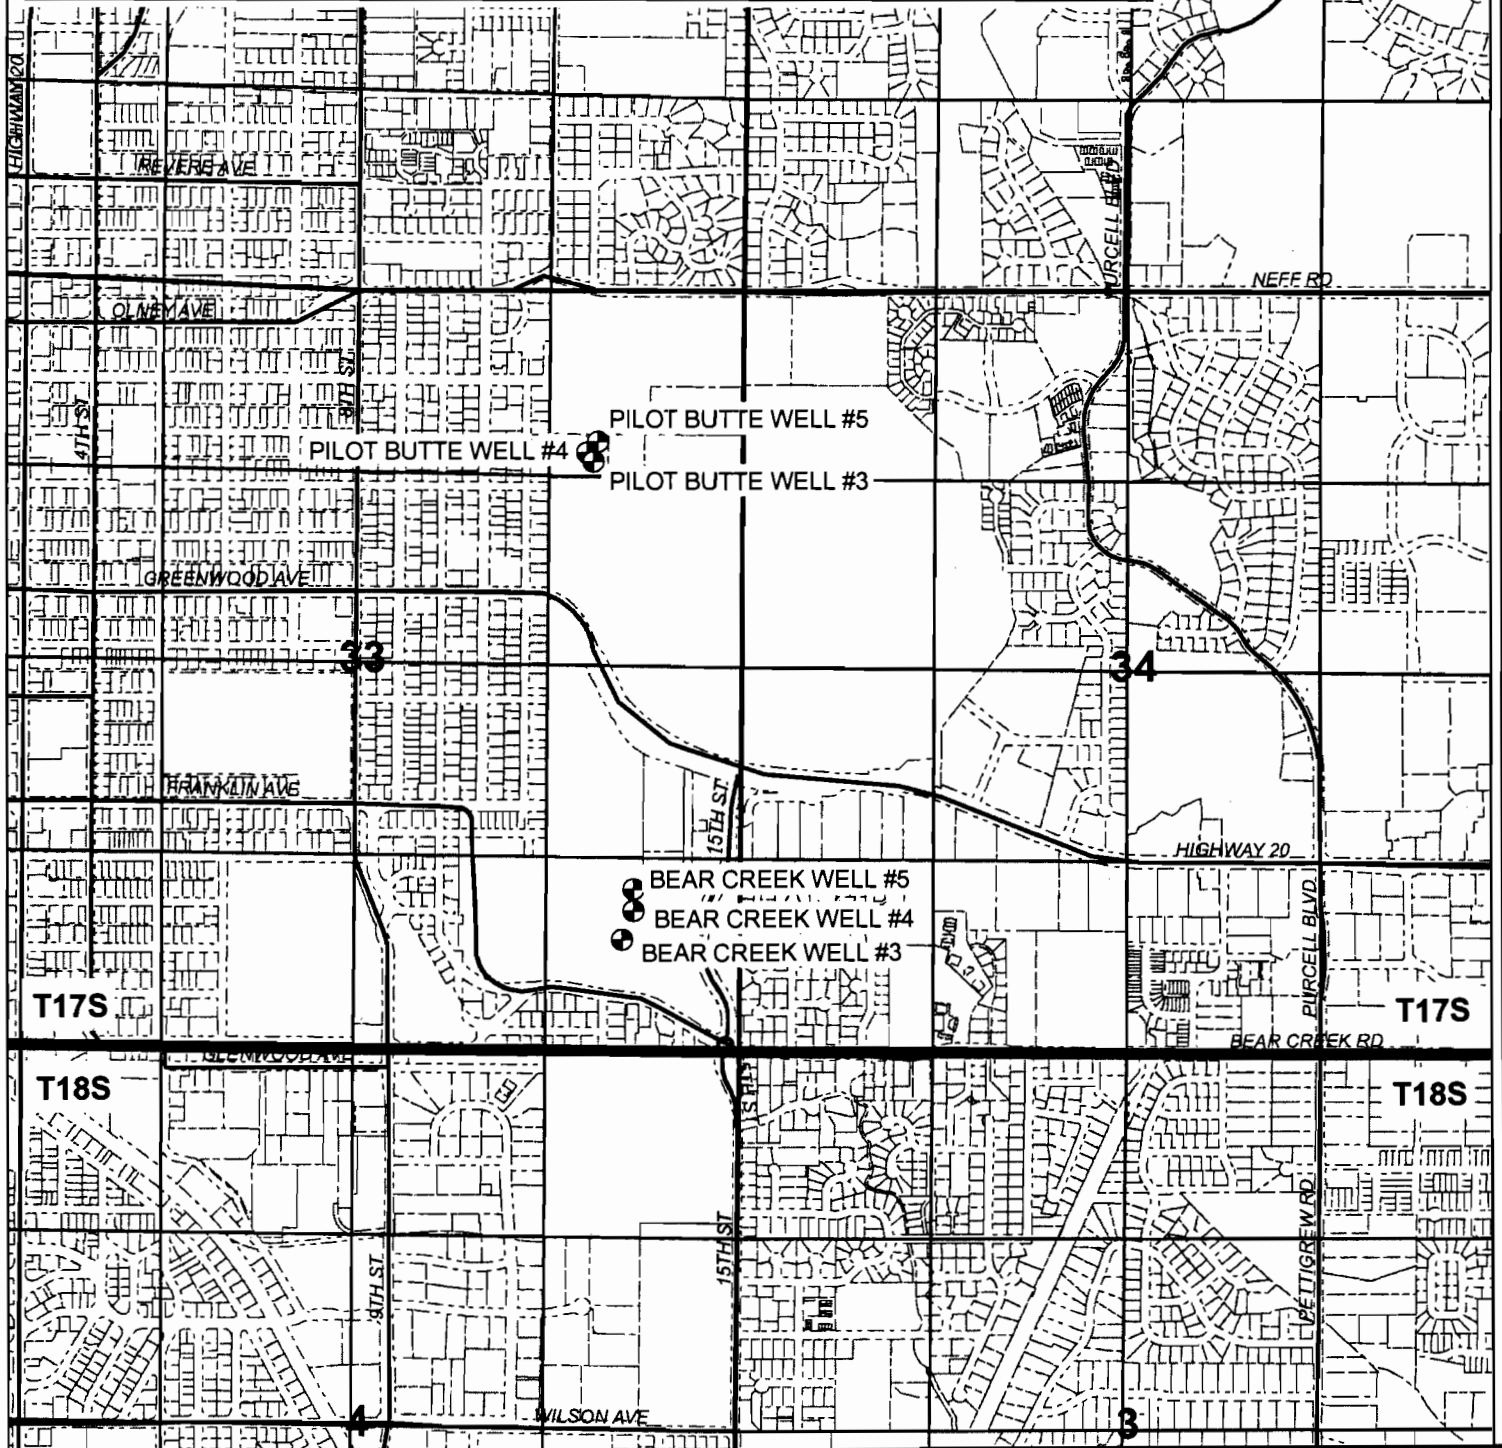 HIGHWAY 20
REVERE AVE
PURCELL BLVD
NEFF RD
OLNEY AVE
8TH ST
4TH ST
PILOT BUTTE WELL #5
PILOT BUTTE WELL #4
PILOT BUTTE WELL #3
GREENWOOD AVE
33
34
FRANKLIN AVE
15TH ST
HIGHWAY 20
BEAR CREEK WELL #5
BEAR CREEK WELL #4
BEAR CREEK WELL #3
PURCELL BLVD
T17S
T17S
BEAR CREEK RD
GLENWOOD AVE
T18S
T18S
15TH ST
PETTIGREW RD
9TH ST
WILSON AVE
4
3